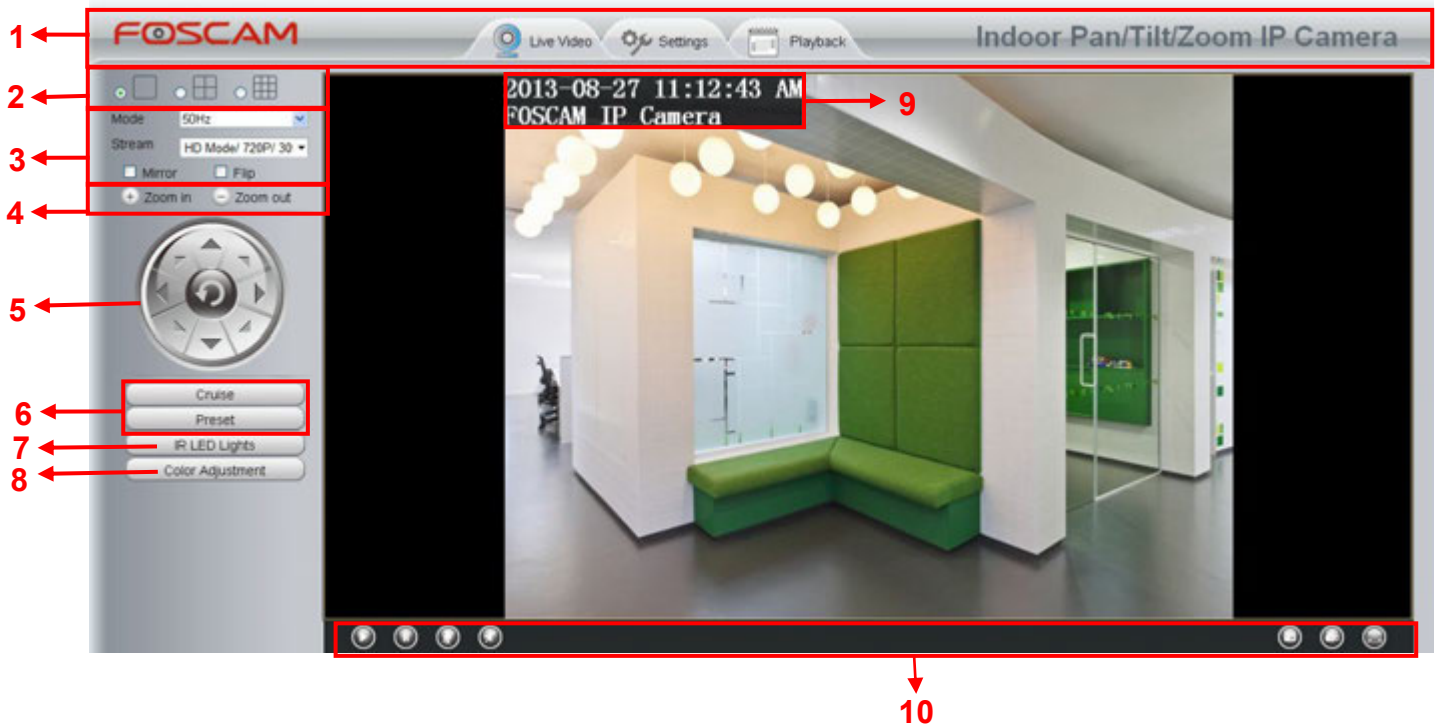 1
FOSCAM
Live Video
Settings
Playback
Indoor Pan/Tilt/Zoom IP Camera
2
3
Mode
50Hz
Stream
HD Mode/ 720P/ 30
Mirror
Flip
4
Zoom in
Zoom out
5
6
Cruise
Preset
7
IR LED Lights
8
Color Adjustment
2013-08-27 11:12:43 AM
FOSCAM IP Camera
9
10